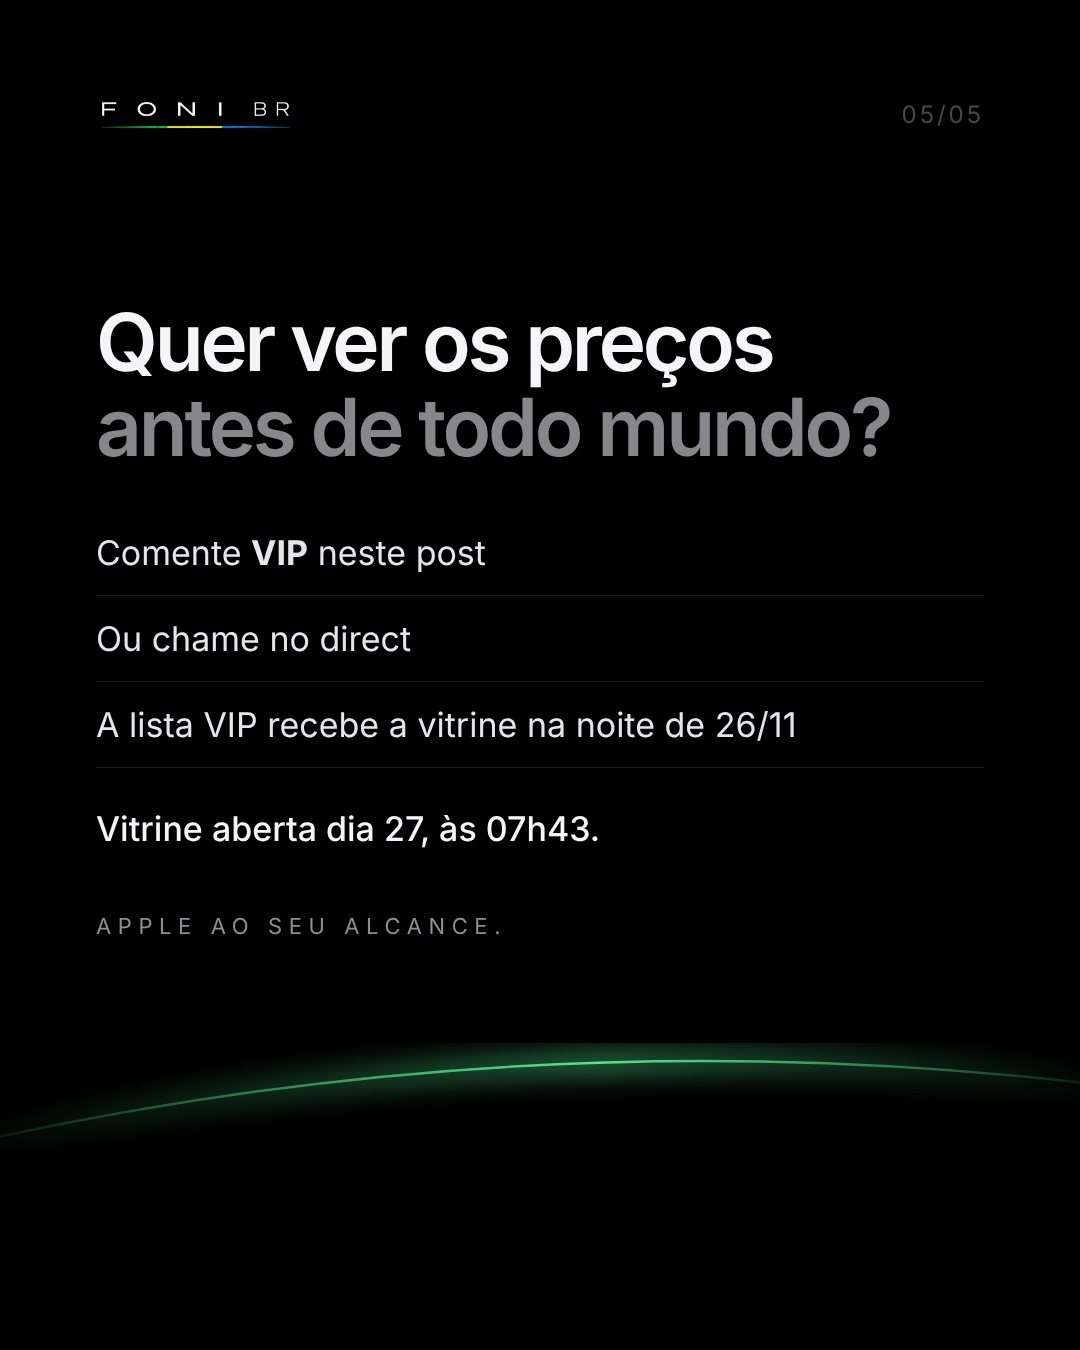 FONI BR
05/05
Quer ver os preços
antes de todo mundo?
Comente VIP neste post
Ou chame no direct
A lista VIP recebe a vitrine na noite de 26/11
Vitrine aberta dia 27, às 07h43.
APPLE AO SEU ALCANCE.